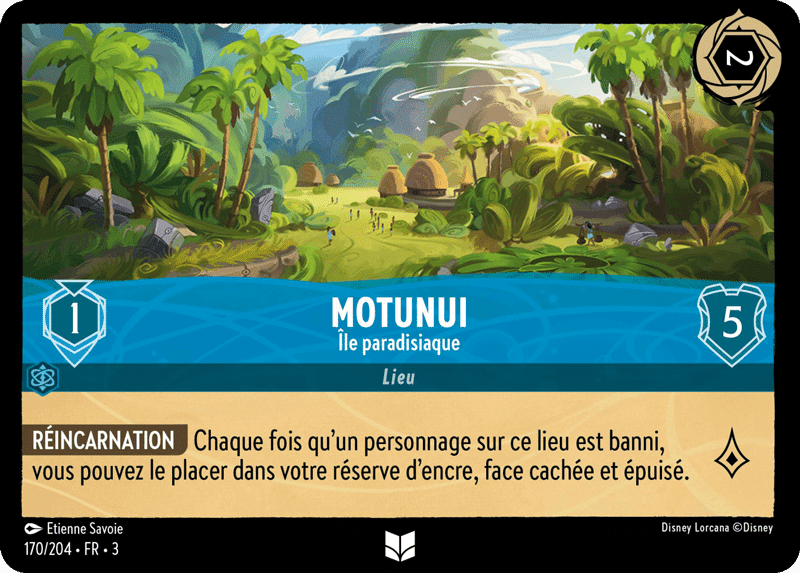 2
1
MOTUNUI
Île paradisiaque
5
Lieu
RÉINCARNATION Chaque fois qu'un personnage sur ce lieu est banni,
vous pouvez le placer dans votre réserve d'encre, face cachée et épuisé.
Etienne Savoie
Disney Lorcana ©Disney
170/204 • FR • 3